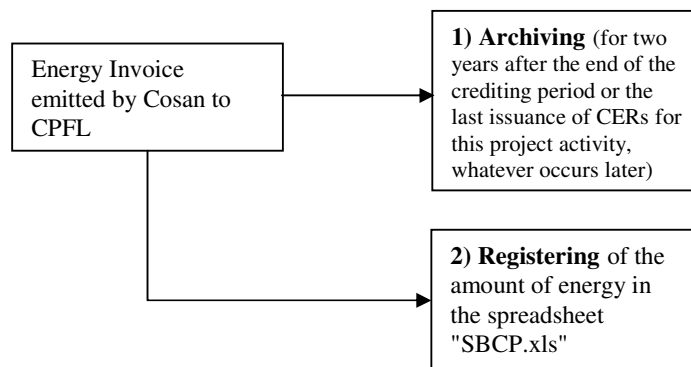 Energy Invoice
emitted by Cosan to
CPFL
1) Archiving (for two
years after the end of the
crediting period or the
last issuance of CERs for
this project activity,
whatever occurs later)
2) Registering of the
amount of energy in
the spreadsheet
"SBCP.xls"